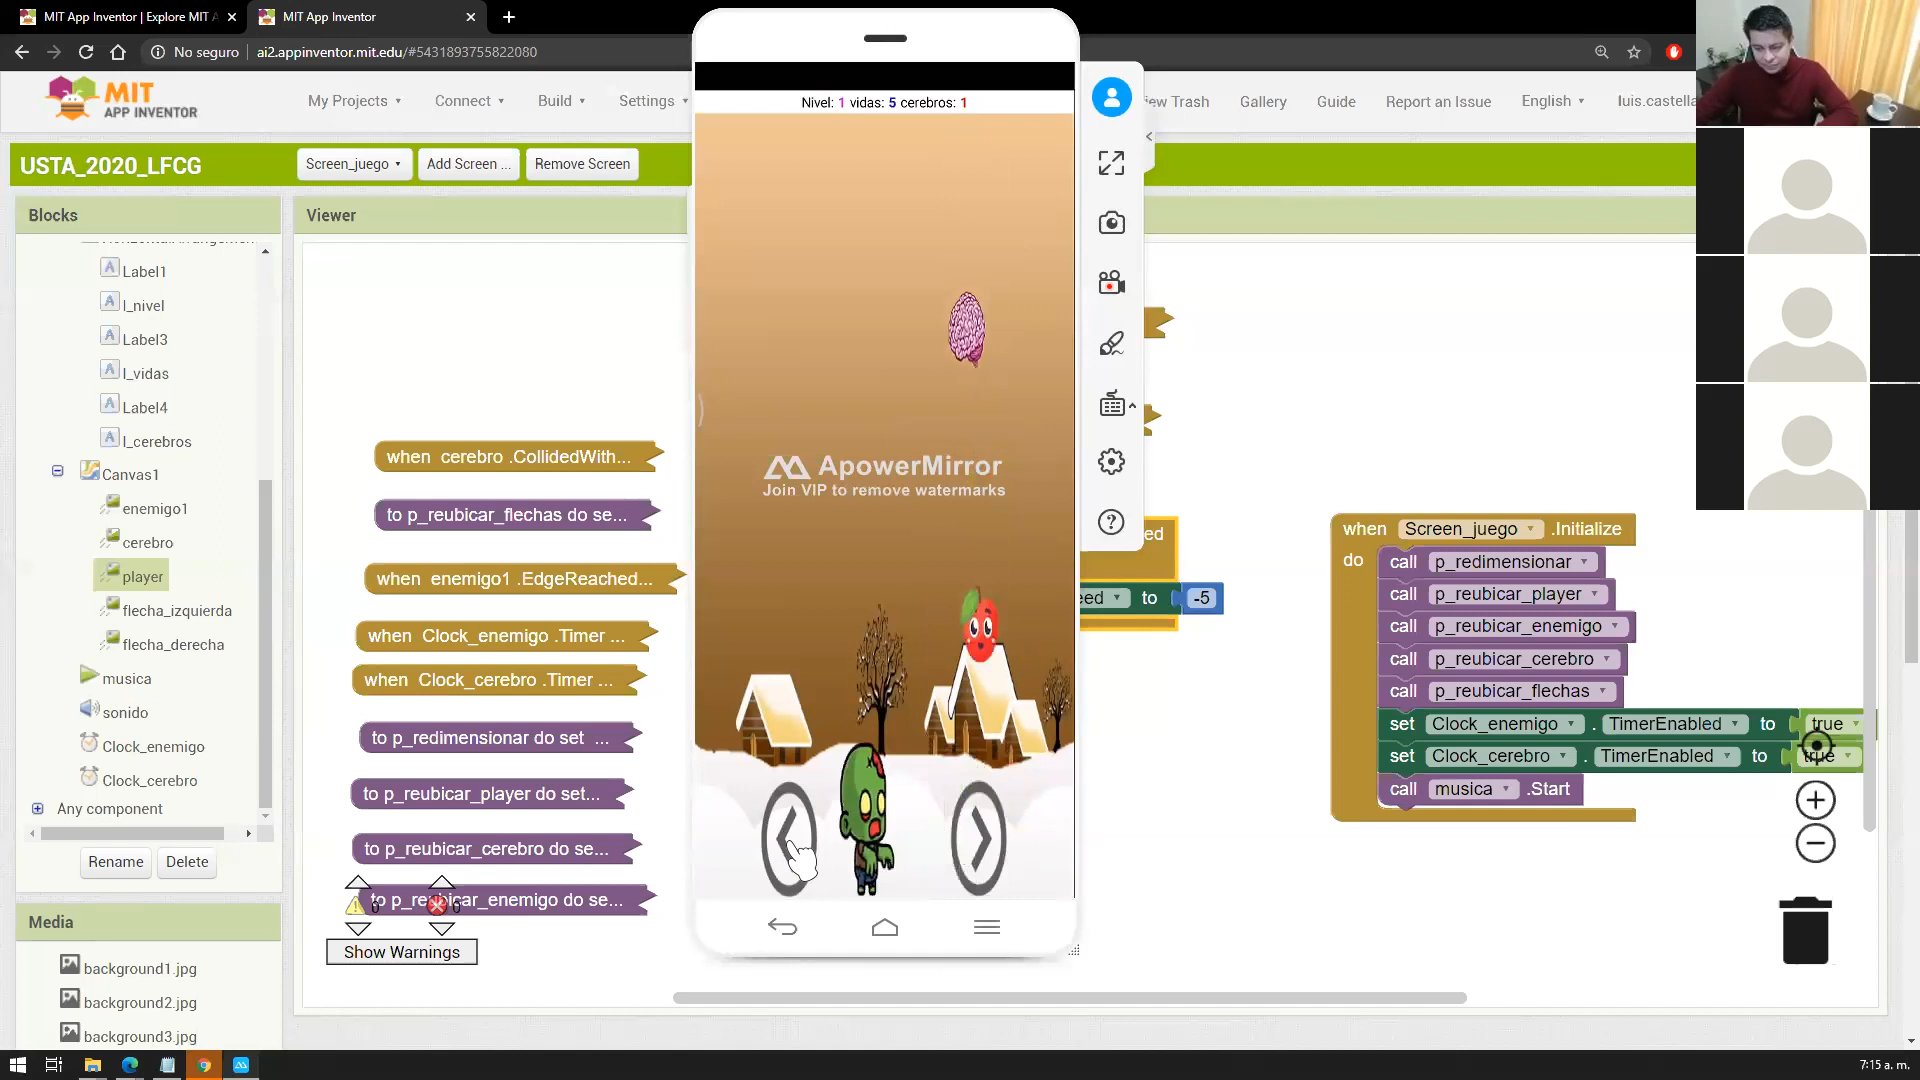 MIT App Inventor | Explore MIT A
MIT App Inventor
No seguro
ai2.appinventor.mit.edu/#5431893755822080
MIT
APP INVENTOR
My Projects
Connect
Build
Settings
iew Trash
Gallery
Guide
Report an Issue
English
luis.castella
USTA_2020_LFCG
Screen_juego
Add Screen ...
Remove Screen
Blocks
Viewer
Label1
l_nivel
Label3
l_vidas
Label4
l_cerebros
Canvas1
enemigo1
cerebro
player
flecha_izquierda
flecha_derecha
musica
sonido
Clock_enemigo
Clock_cerebro
Any component
Rename
Delete
Media
background1.jpg
background2.jpg
background3.jpg
when cerebro .CollidedWith...
to p_reubicar_flechas do se...
when enemigo1 .EdgeReached...
when Clock_enemigo .Timer ...
when Clock_cerebro .Timer ...
to p_redimensionar do set ...
to p_reubicar_player do set...
to p_reubicar_cerebro do se...
to p_reubicar_enemigo do se...
Show Warnings
Nivel: 1 vidas: 5 cerebros: 1
ApowerMirror
Join VIP to remove watermarks
ed
eed to -5
when Screen_juego .Initialize
do call p_redimensionar
call p_reubicar_player
call p_reubicar_enemigo
call p_reubicar_cerebro
call p_reubicar_flechas
set Clock_enemigo . TimerEnabled to true
set Clock_cerebro . TimerEnabled to true
call musica .Start
7:15 a. m.